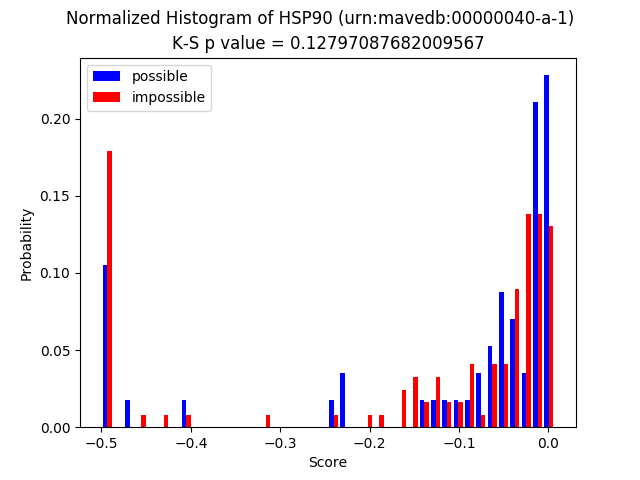 Normalized Histogram of HSP90 (urn:mavedb:00000040-a-1)
K-S p value = 0.12797087682009567
possible
impossible
0.20
0.15
0.10
0.05
0.00
Probability
−0.5
−0.4
−0.3
−0.2
−0.1
0.0
Score